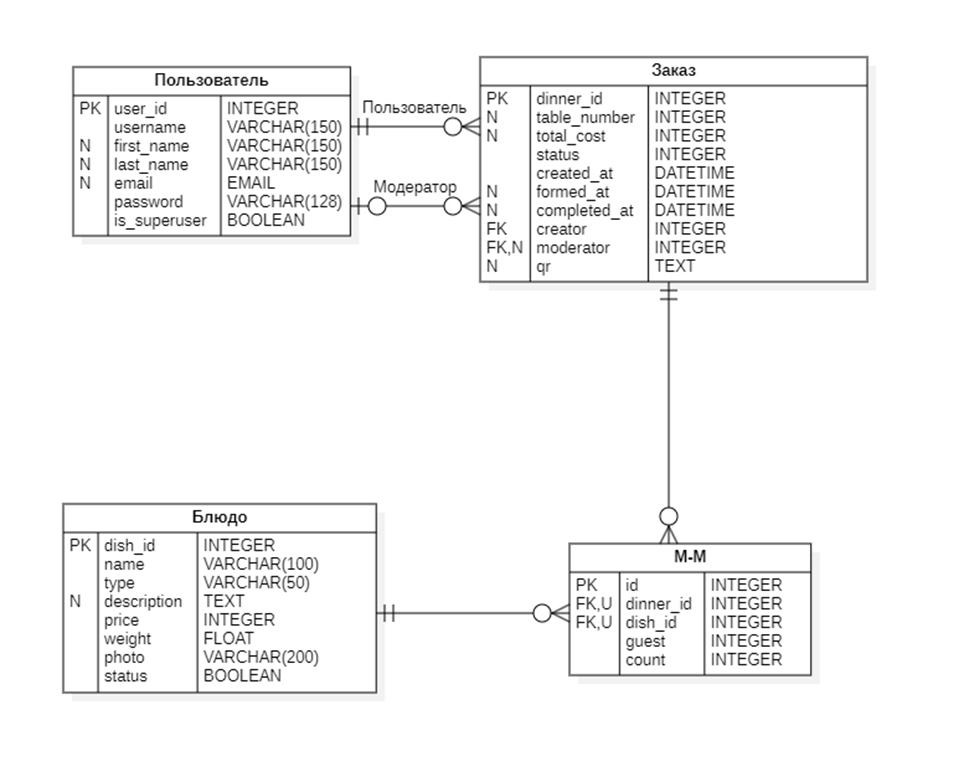 Пользователь
PK user_id INTEGER
username VARCHAR(150)
N first_name VARCHAR(150)
N last_name VARCHAR(150)
N email EMAIL
password VARCHAR(128)
is_superuser BOOLEAN
Пользователь
Модератор
Заказ
PK dinner_id INTEGER
N table_number INTEGER
N total_cost INTEGER
status INTEGER
created_at DATETIME
N formed_at DATETIME
N completed_at DATETIME
FK creator INTEGER
FK,N moderator INTEGER
N qr TEXT
Блюдо
PK dish_id INTEGER
name VARCHAR(100)
type VARCHAR(50)
N description TEXT
price INTEGER
weight FLOAT
photo VARCHAR(200)
status BOOLEAN
М-М
PK id INTEGER
FK,U dinner_id INTEGER
FK,U dish_id INTEGER
guest INTEGER
count INTEGER